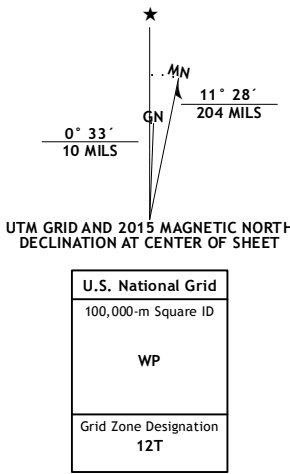 ★
MN
11° 28´
204 MILS
GN
0° 33´
10 MILS
UTM GRID AND 2015 MAGNETIC NORTH
DECLINATION AT CENTER OF SHEET
U.S. National Grid
100,000-m Square ID
WP
Grid Zone Designation
12T